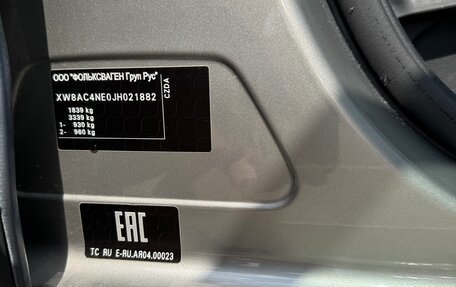 ООО "ФОЛЬКСВАГЕН Груп Рус"
XW8AC4NE0JH021882
CZDA
1839 kg
3339 kg
1- 930 kg
2- 960 kg
EAC
TC RU E-RU.АЯ04.00023